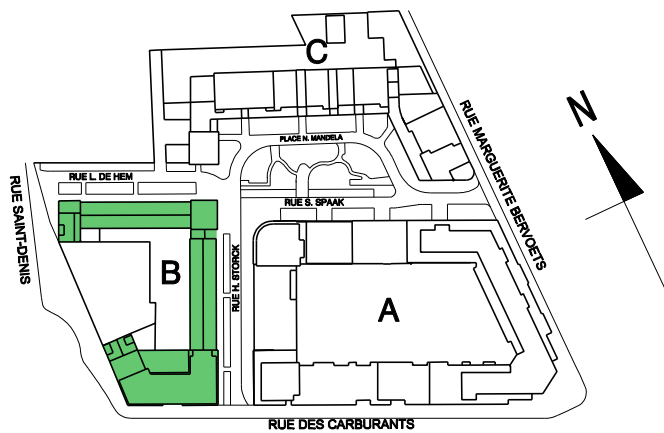 C
N
RUE MARGUERITE BERVOETS
PLACE N. MANDELA
RUE L. DE HEM
RUE SAINT-DENIS
RUE S. SPAAK
B
RUE H. STORCK
A
RUE DES CARBURANTS